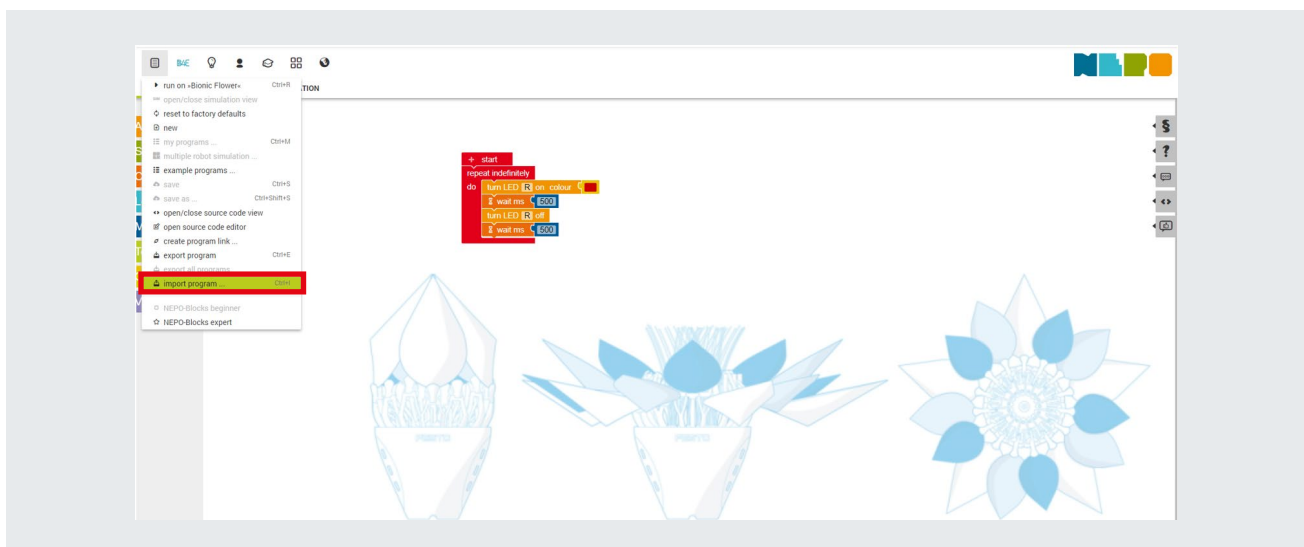 B4E
NEPO
run on »Bionic Flower« Ctrl+R
TION
open/close simulation view
reset to factory defaults
new
my programs ... Ctrl+M
multiple robot simulation ...
example programs ...
save Ctrl+S
save as ... Ctrl+Shift+S
open/close source code view
open source code editor
create program link ...
export program Ctrl+E
export all programs
import program ... Ctrl+I
NEPO-Blocks beginner
NEPO-Blocks expert
+ start
repeat indefinitely
do turn LED R on colour
wait ms 500
turn LED R off
wait ms 500
§
?
<>
FESTO
FESTO